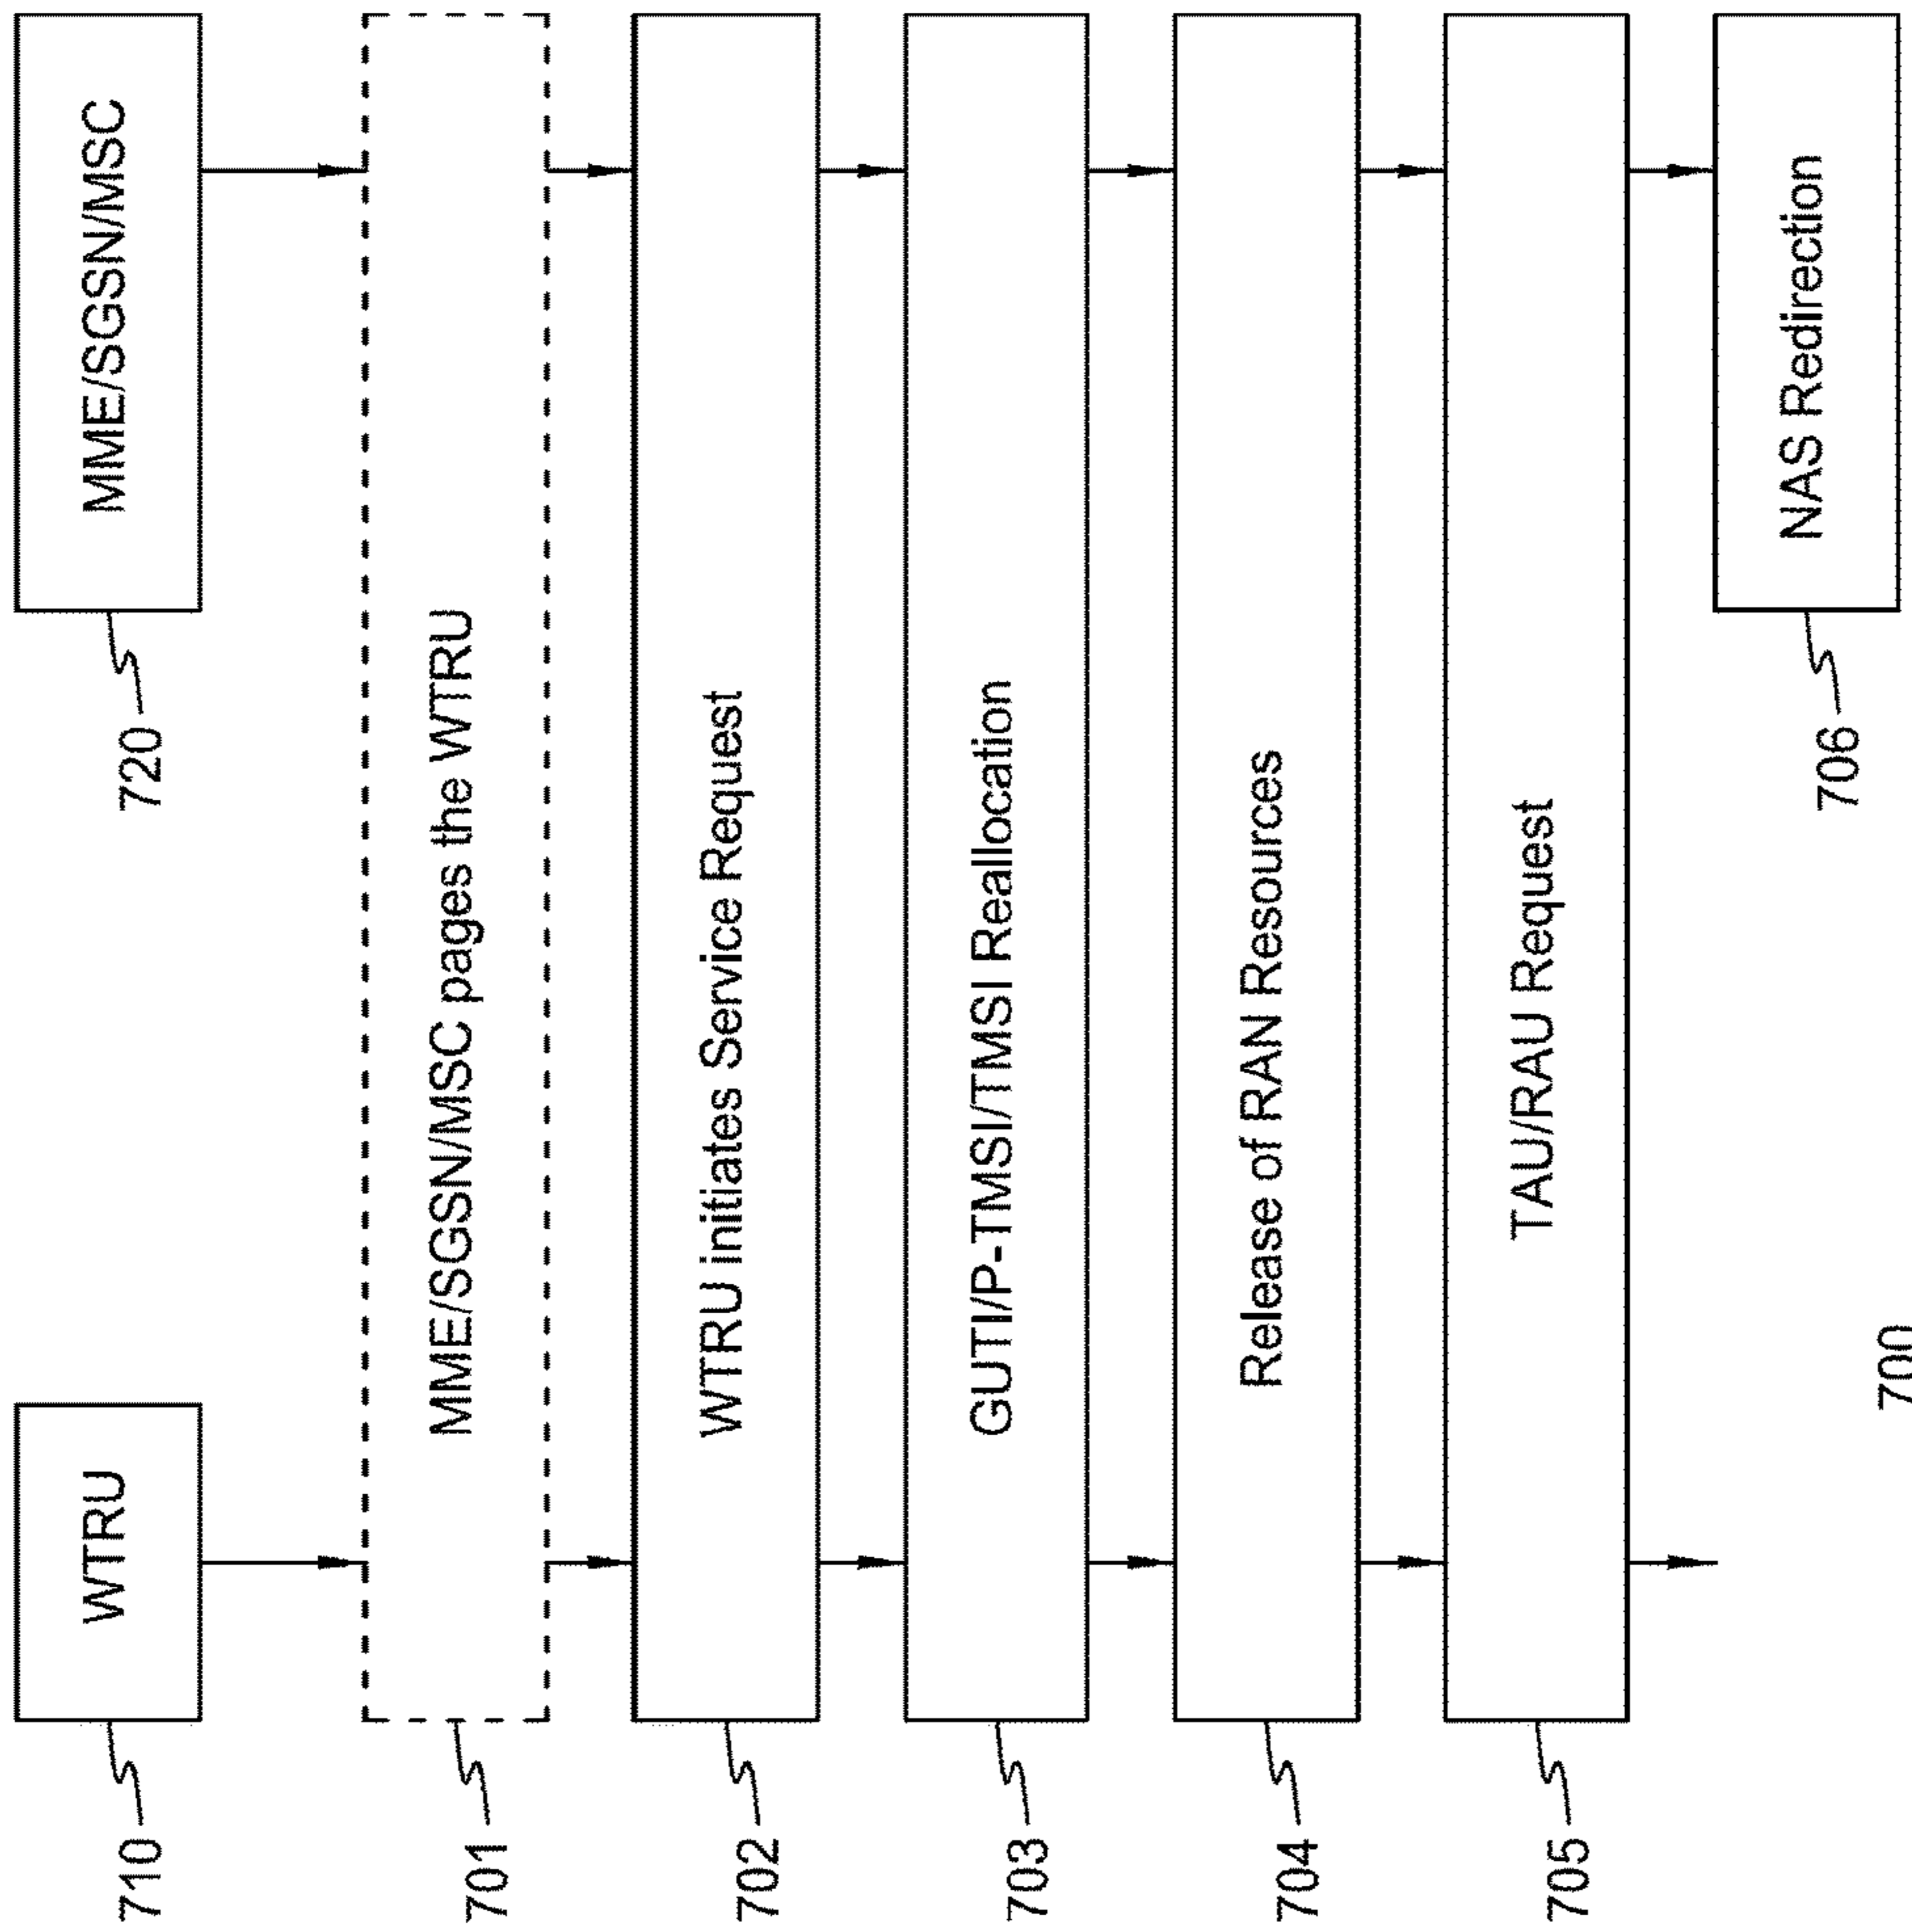 710
WTRU
720
MME/SGSN/MSC
701
MME/SGSN/MSC pages the WTRU
702
WTRU initiates Service Request
703
GUTI/P-TMSI/TMSI Reallocation
704
Release of RAN Resources
705
TAU/RAU Request
706
NAS Redirection
700